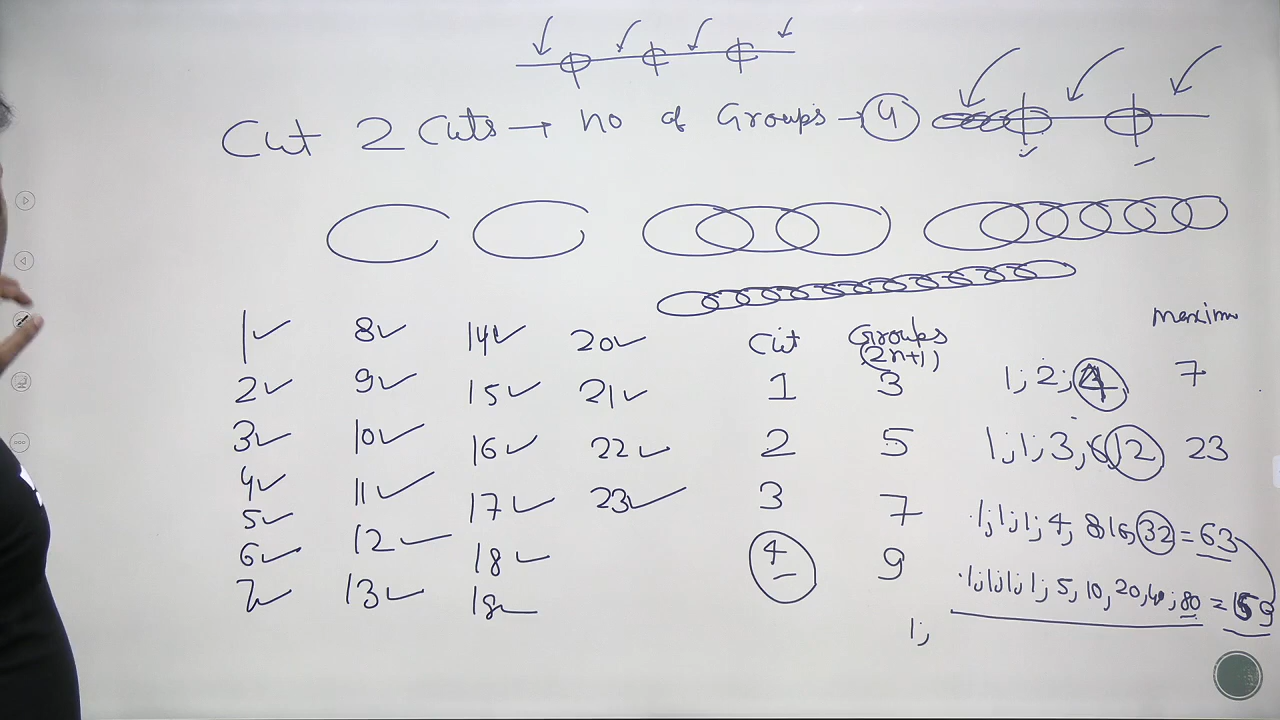 Cut 2 Cuts → no of Groups → 4
1✓ 8✓ 14✓ 20✓
2✓ 9✓ 15✓ 21✓
3✓ 10✓ 16✓ 22✓
4✓ 11✓ 17✓ 23✓
5✓ 12✓ 18✓
6✓ 13✓ 18
7
Cut Groups maximu
(2n+1)
1 3 1; 2; 4 7
2 5 1; 1; 3, 6, 12 23
3 7 1; 1; 1; 4, 8, 16, 32 = 63
4 9 1; 1; 1; 1; 5, 10, 20, 40, 80 = 159
1;